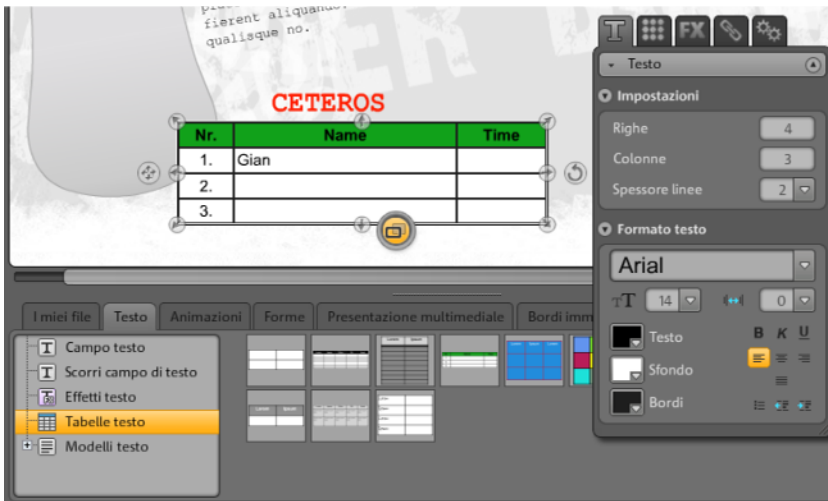 fierent aliquando,
qualisque no.
CETEROS
Nr. Name Time
1. Gian
2.
3.
T FX
Testo
Impostazioni
Righe 4
Colonne 3
Spessore linee 2
Formato testo
Arial
TT 14 0
Testo B K U
Sfondo
Bordi
I miei file Testo Animazioni Forme Presentazione multimediale Bordi imm
T Campo testo
T Scorri campo di testo
Effetti testo
Tabelle testo
Modelli testo